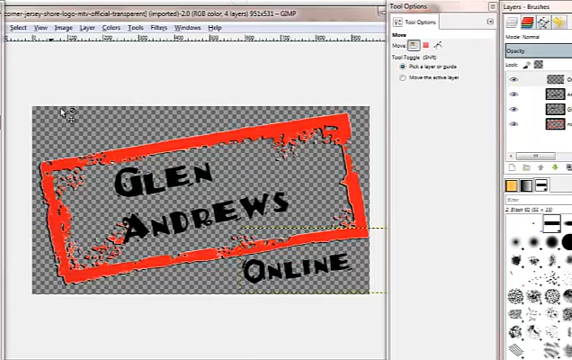 corner-jersey-shore-logo-mtv-official-transparent] (imported)-2.0 (RGB color, 4 layers) 951x531 – GIMP
Select View Image Layer Colors Tools Filters Windows Help
GLEN
ANDREWS
ONLINE
Tool Options
Tool Options
Move
Move:
Tool Toggle (Shift)
Pick a layer or guide
Move the active layer
Layers - Brushes
Mode: Normal
Opacity
Lock: